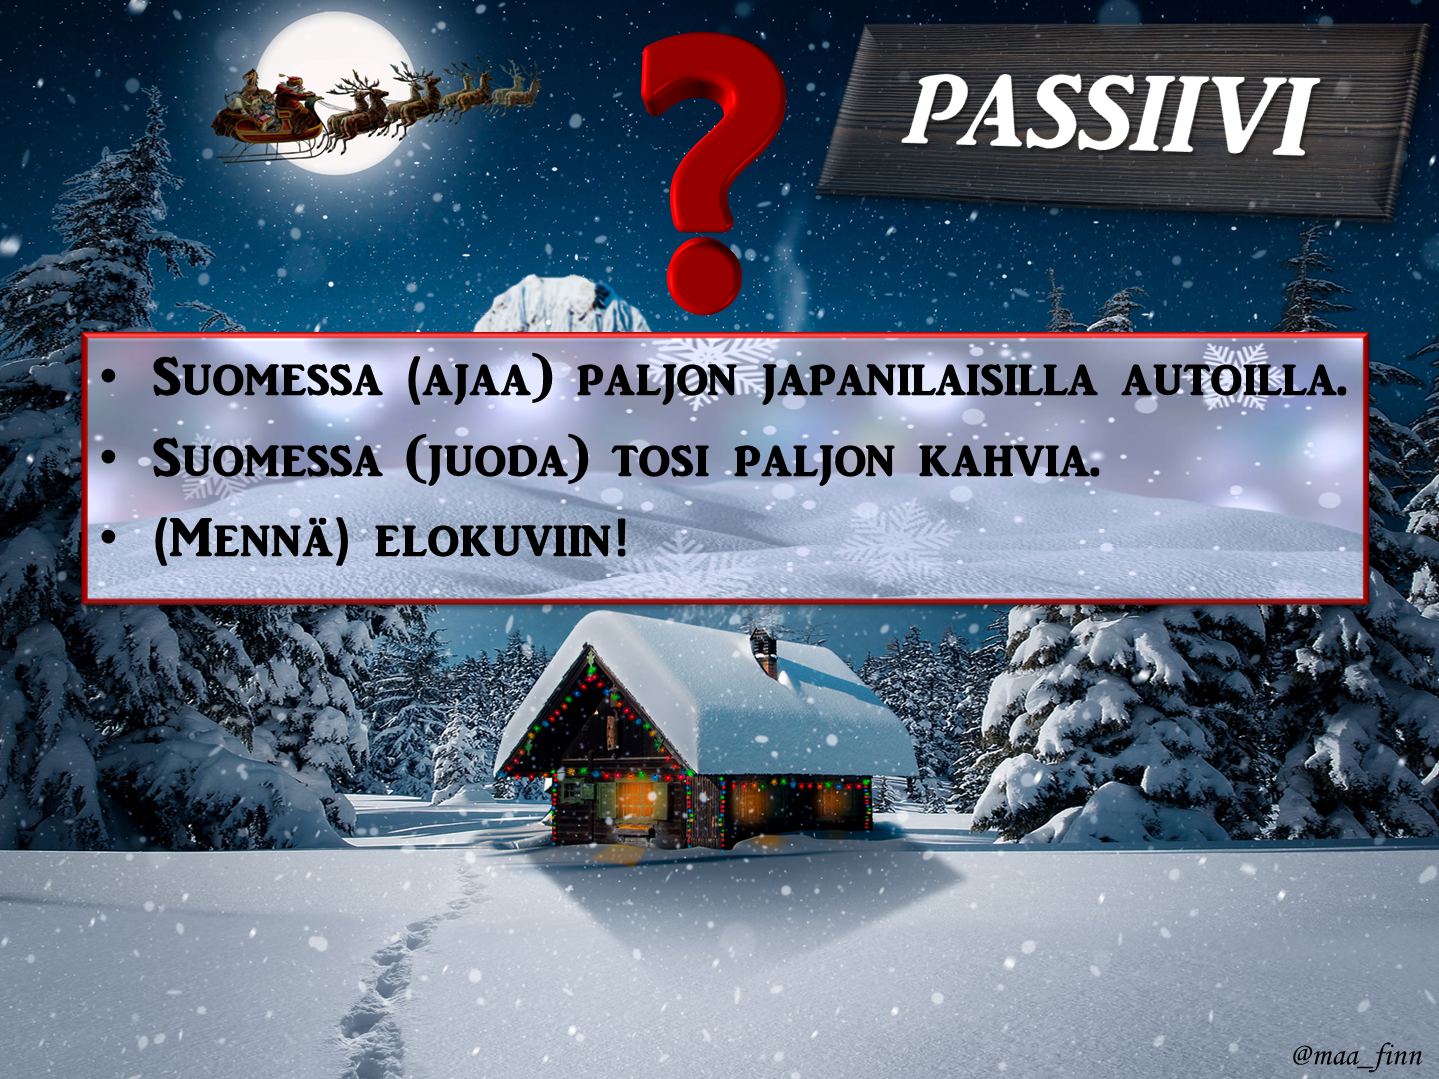 PASSIIVI
• Suomessa (ajaa) paljon japanilaisilla autoilla.
• Suomessa (juoda) tosi paljon kahvia.
• (Mennä) elokuviin!
@maa_finn